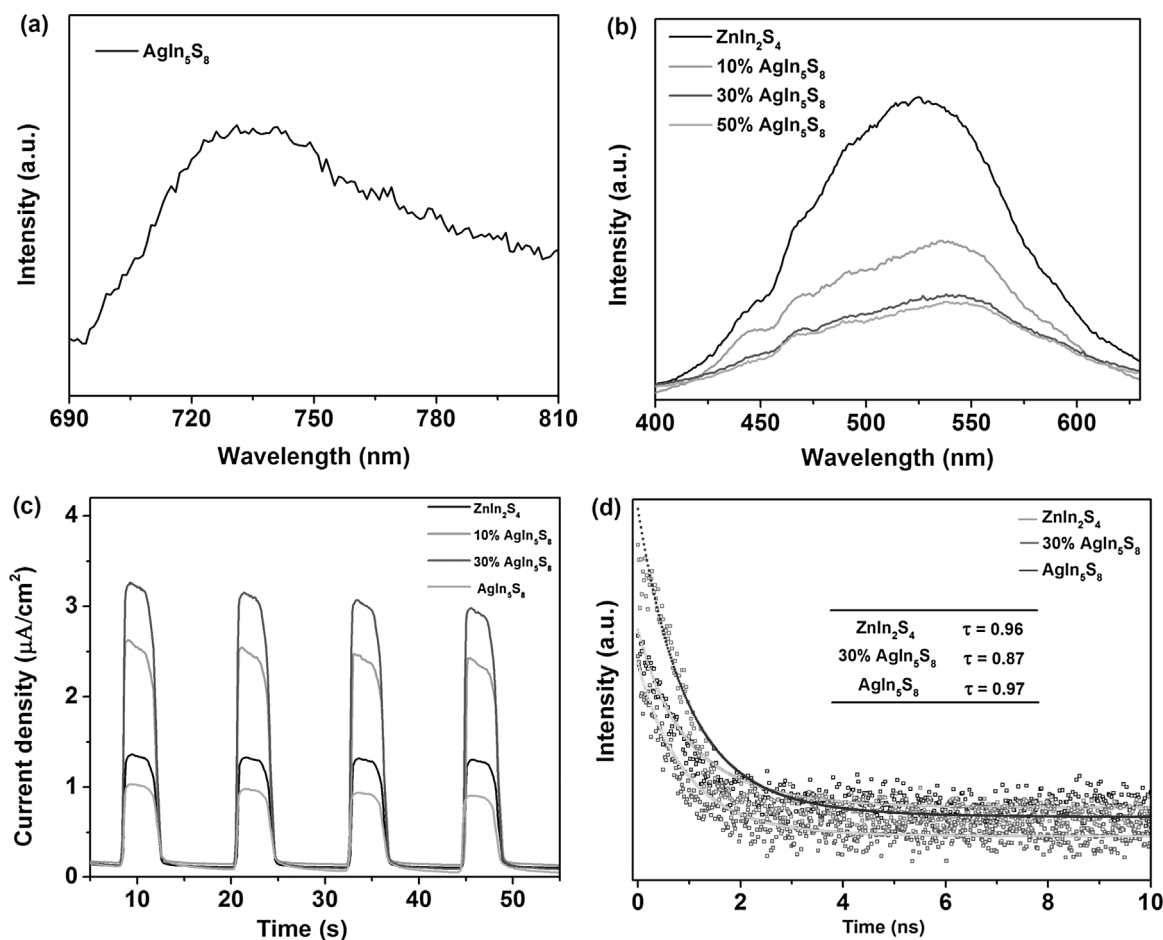 (a)
AgIn₅S₈
Intensity (a.u.)
690 720 750 780 810
Wavelength (nm)
(b)
ZnIn₂S₄
10% AgIn₅S₈
30% AgIn₅S₈
50% AgIn₅S₈
Intensity (a.u.)
400 450 500 550 600
Wavelength (nm)
(c)
ZnIn₂S₄
10% AgIn₅S₈
30% AgIn₅S₈
AgIn₅S₈
Current density (μA/cm²)
4
3
2
1
0
10 20 30 40 50
Time (s)
(d)
ZnIn₂S₄
30% AgIn₅S₈
AgIn₅S₈
ZnIn₂S₄ τ = 0.96
30% AgIn₅S₈ τ = 0.87
AgIn₅S₈ τ = 0.97
Intensity (a.u.)
0 2 4 6 8 10
Time (ns)